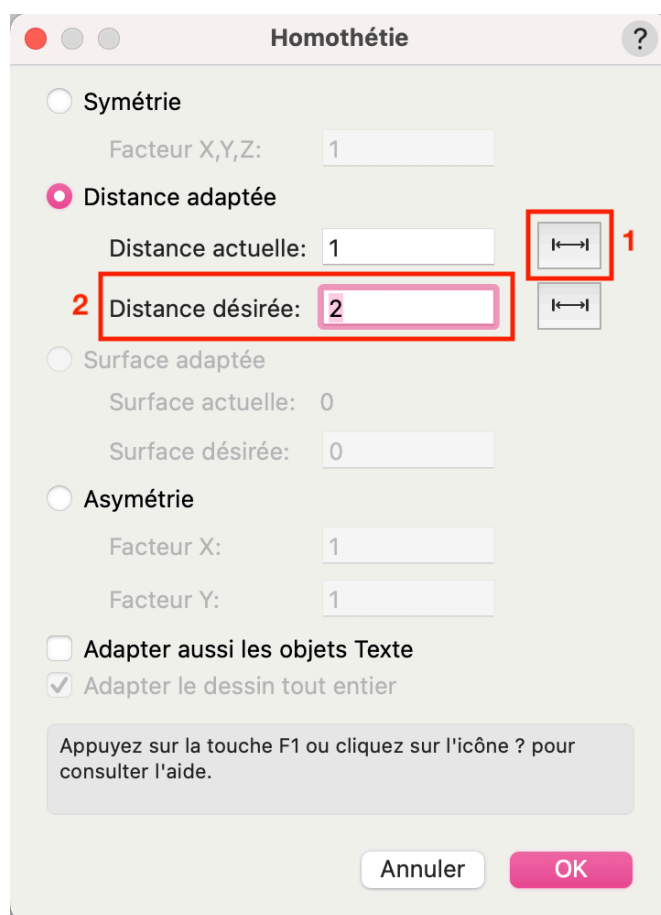 Homothétie ?
Symétrie
Facteur X,Y,Z: 1
Distance adaptée
Distance actuelle: 1 1
2 Distance désirée: 2
Surface adaptée
Surface actuelle: 0
Surface désirée: 0
Asymétrie
Facteur X: 1
Facteur Y: 1
Adapter aussi les objets Texte
Adapter le dessin tout entier
Appuyez sur la touche F1 ou cliquez sur l'icône ? pour
consulter l'aide.
Annuler OK